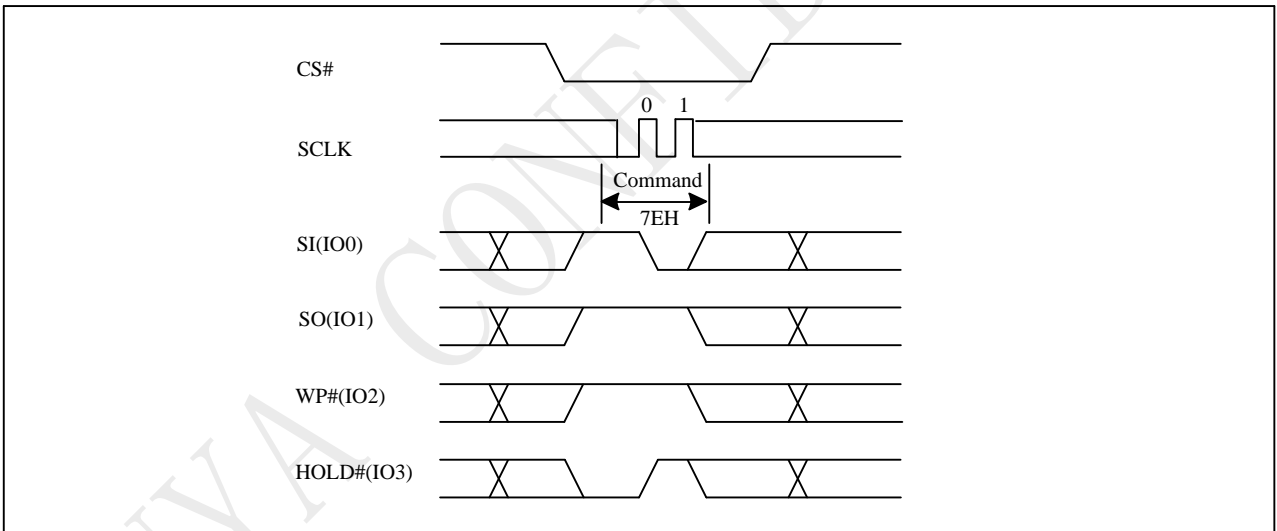 CS#
0 1
SCLK
Command
7EH
SI(IO0)
SO(IO1)
WP#(IO2)
HOLD#(IO3)